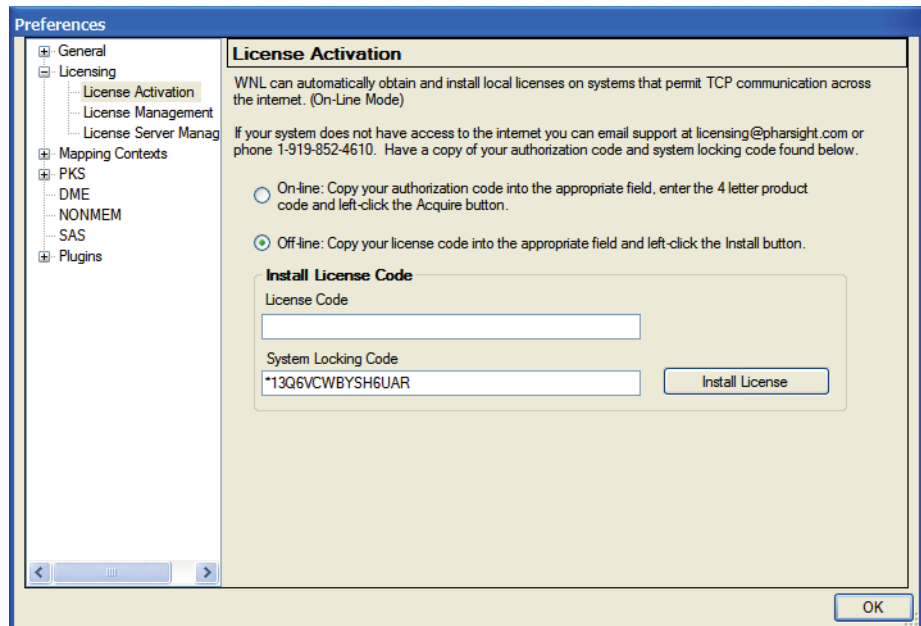 Preferences
General
Licensing
License Activation
License Management
License Server Manag
Mapping Contexts
PKS
DME
NONMEM
SAS
Plugins
License Activation
WNL can automatically obtain and install local licenses on systems that permit TCP communication across
the internet. (On-Line Mode)
If your system does not have access to the internet you can email support at licensing@pharsight.com or
phone 1-919-852-4610. Have a copy of your authorization code and system locking code found below.
On-line: Copy your authorization code into the appropriate field, enter the 4 letter product
code and left-click the Acquire button.
Off-line: Copy your license code into the appropriate field and left-click the Install button.
Install License Code
License Code
System Locking Code
*13Q6VCWBYSH6UAR
Install License
OK